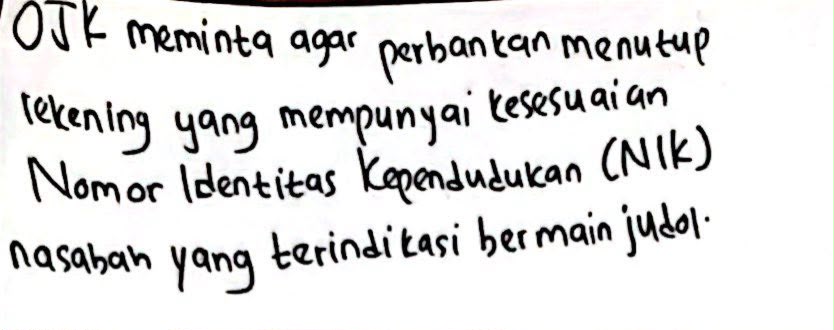 OJK meminta agar perbankan menutup
rekening yang mempunyai kesesuaian
Nomor Identitas Kependudukan (NIK)
nasabah yang terindikasi bermain judol.